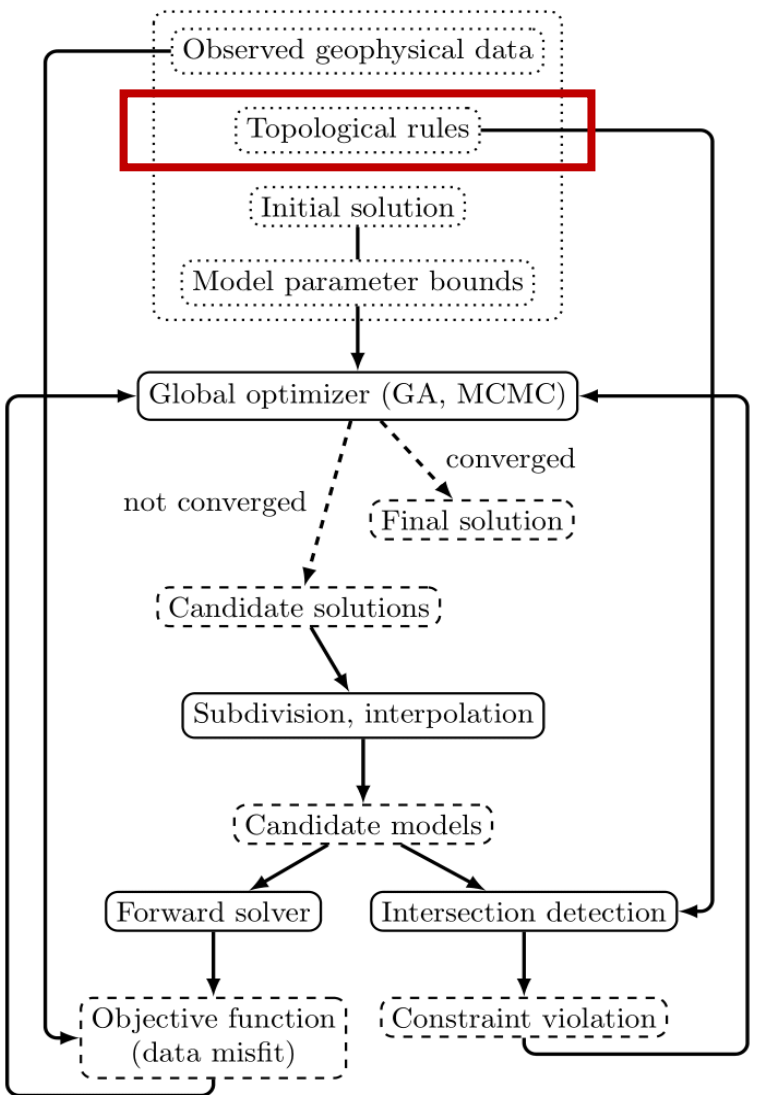 Observed geophysical data
Topological rules
Initial solution
Model parameter bounds
Global optimizer (GA, MCMC)
converged
not converged
Final solution
Candidate solutions
Subdivision, interpolation
Candidate models
Forward solver
Intersection detection
Objective function
(data misfit)
Constraint violation